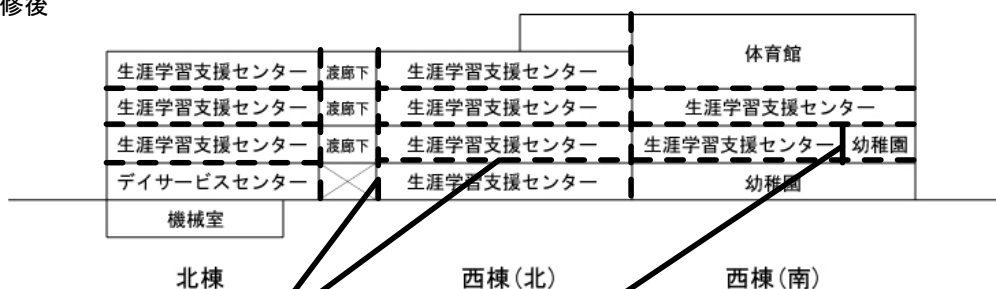 修後
体育館
生涯学習支援センター 渡廊下 生涯学習支援センター
生涯学習支援センター 渡廊下 生涯学習支援センター 生涯学習支援センター
生涯学習支援センター 渡廊下 生涯学習支援センター 生涯学習支援センター 幼稚園
デイサービスセンター 生涯学習支援センター 幼稚園
機械室
北棟 西棟(北) 西棟(南)